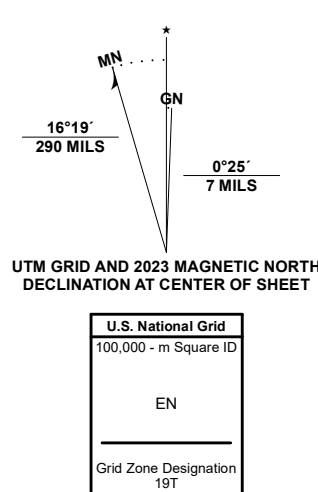 ★
MN
GN
16°19´
290 MILS
0°25´
7 MILS
UTM GRID AND 2023 MAGNETIC NORTH
DECLINATION AT CENTER OF SHEET
U.S. National Grid
100,000 - m Square ID
EN
Grid Zone Designation
19T